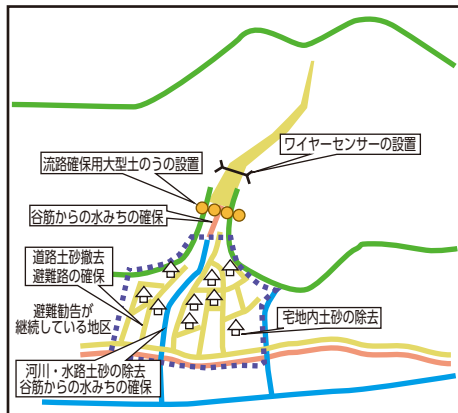 ワイヤーセンサーの設置
流路確保用大型土のうの設置
谷筋からの水みちの確保
道路土砂撤去
避難路の確保
避難勧告が
継続している地区
宅地内土砂の除去
河川・水路土砂の除去
谷筋からの水みちの確保